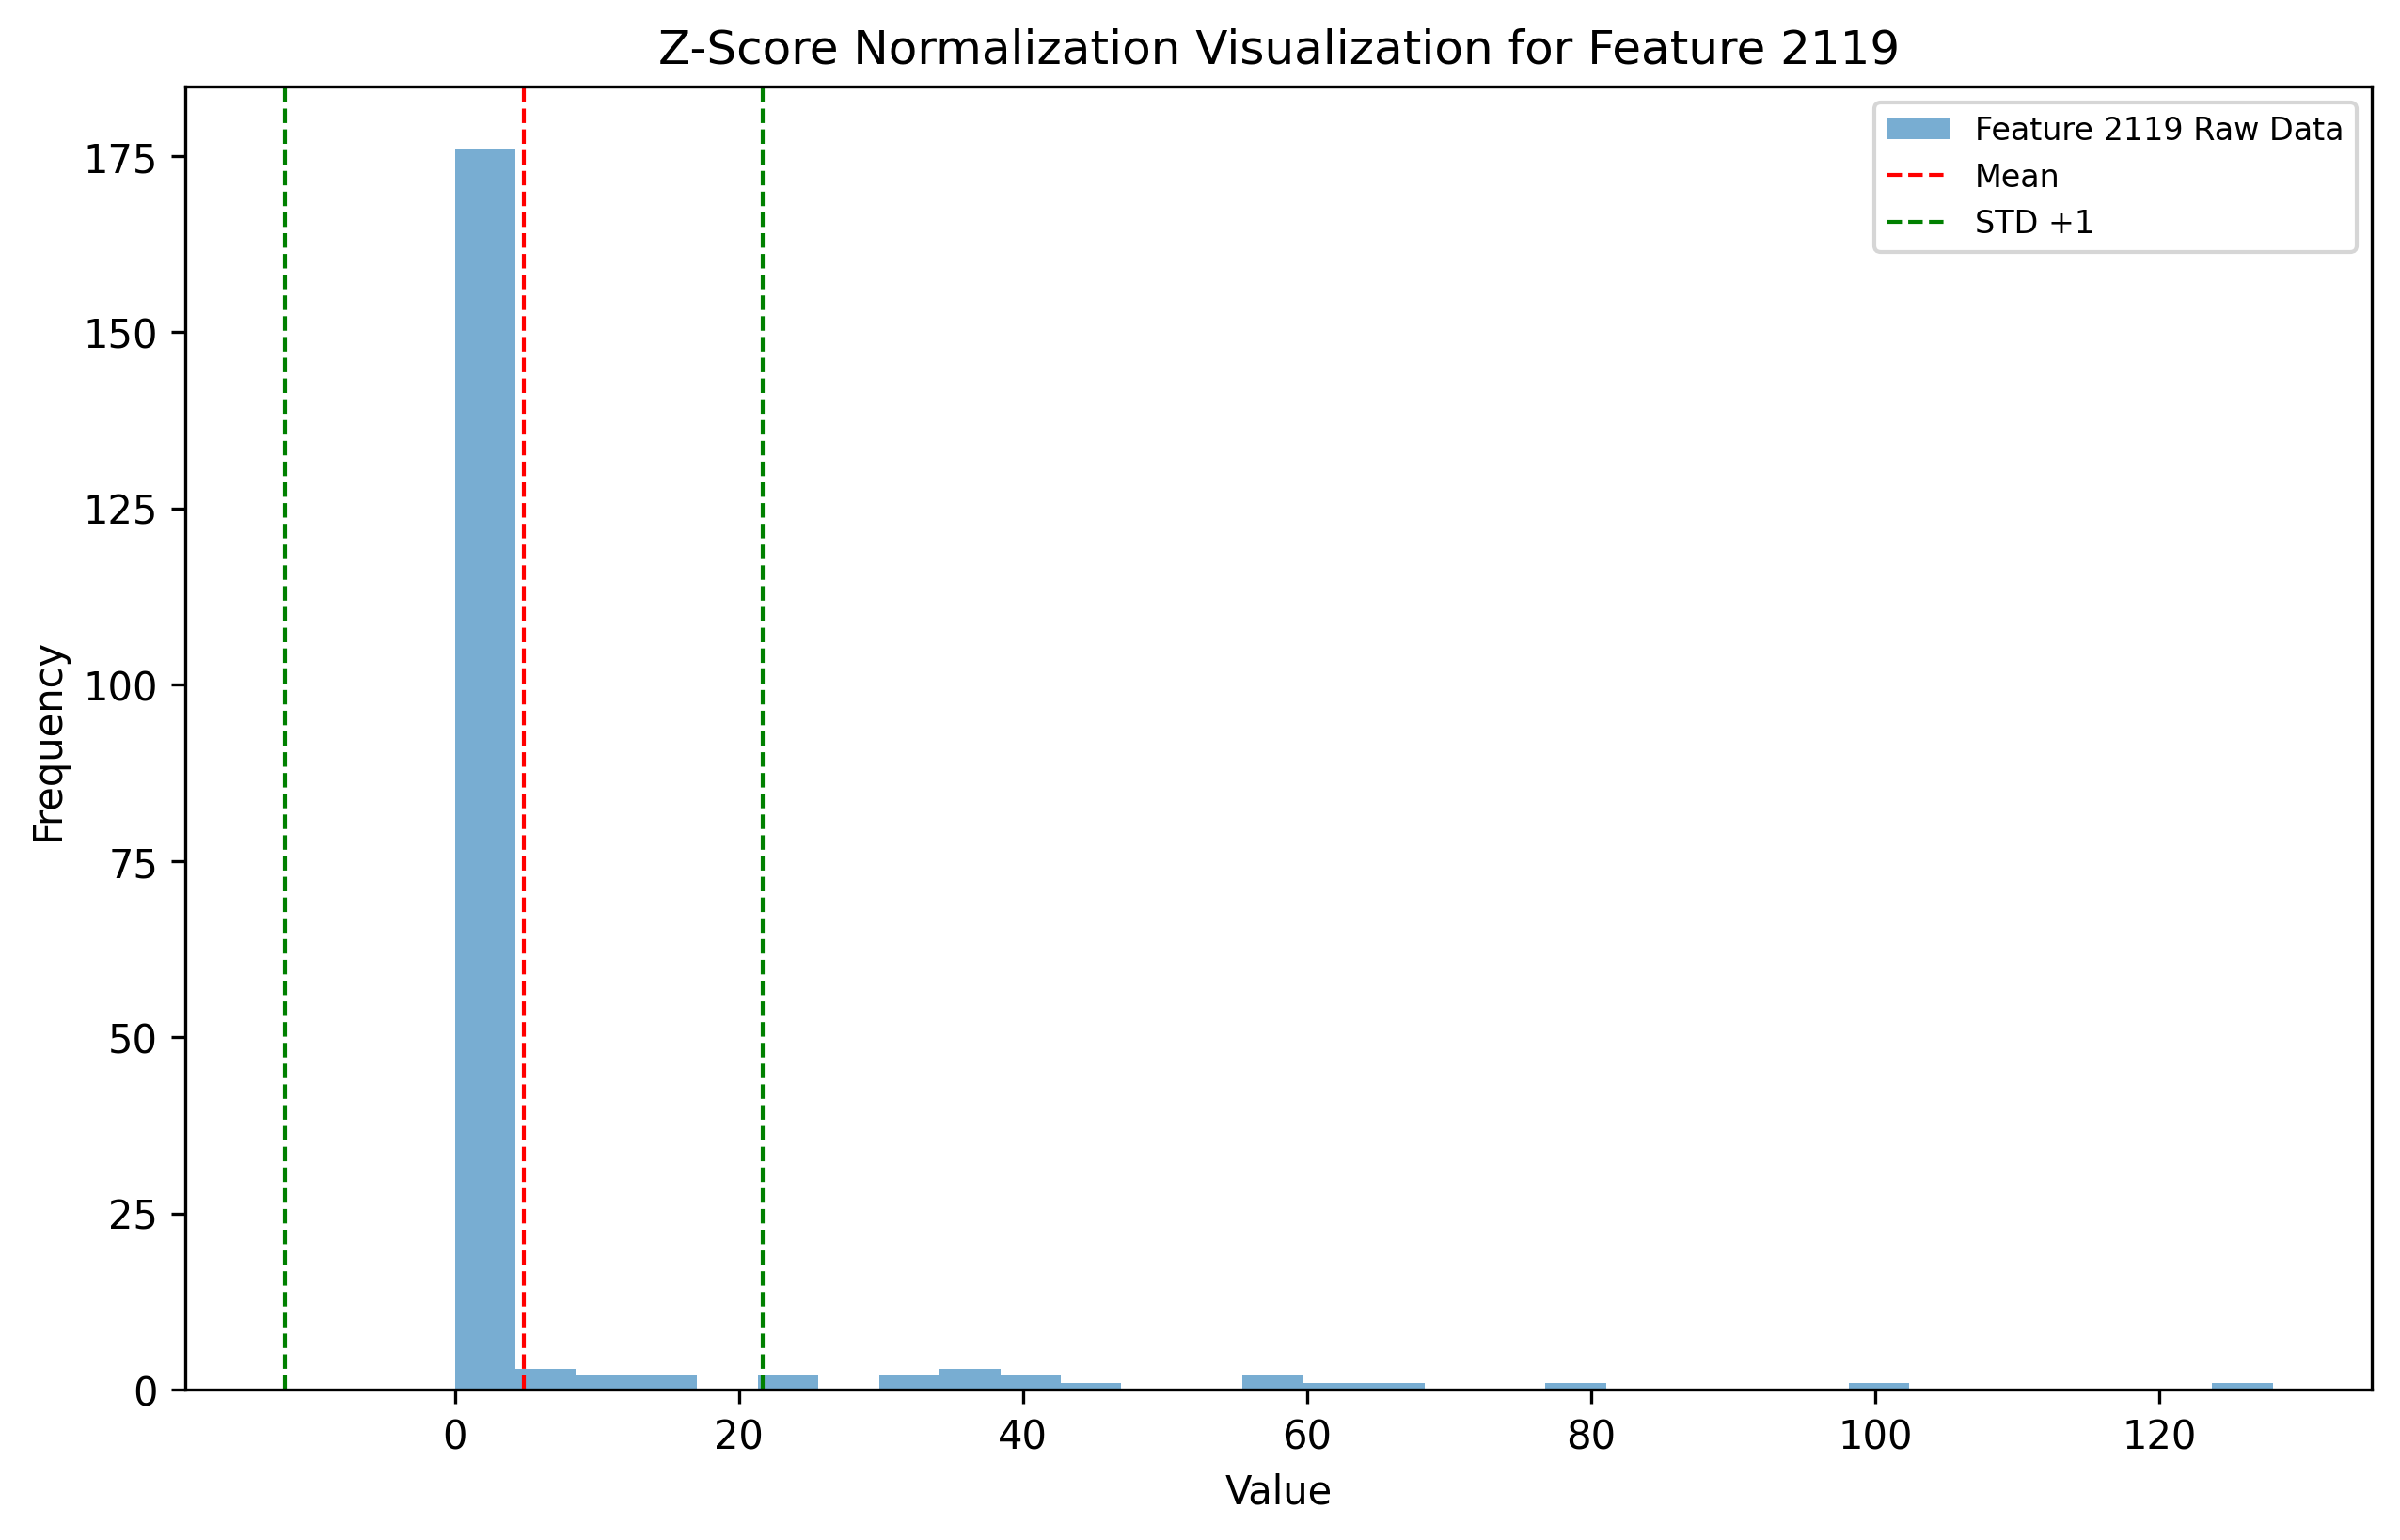 Z-Score Normalization Visualization for Feature 2119
Feature 2119 Raw Data
Mean
STD +1
Frequency
175
150
125
100
75
50
25
0
0 20 40 60 80 100 120
Value